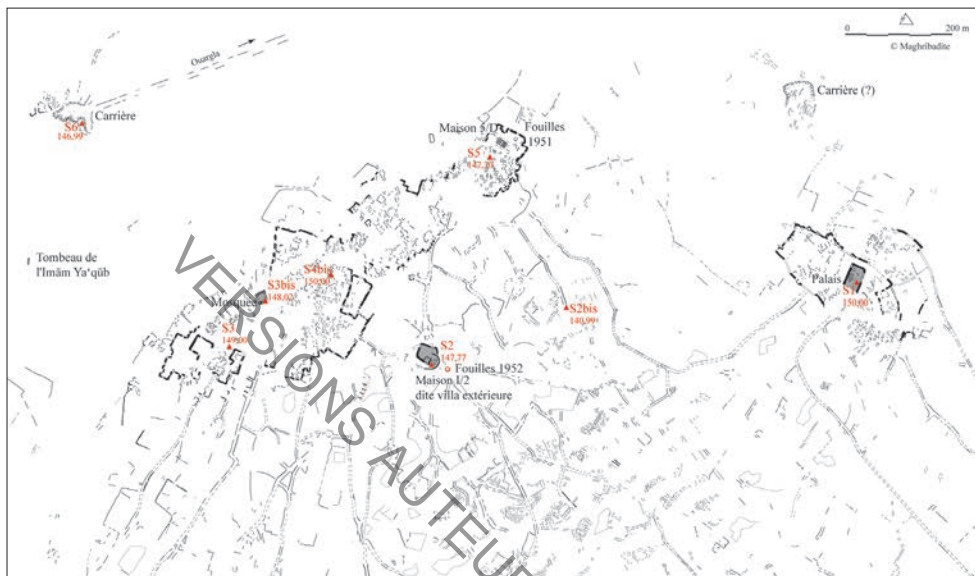 0 200 m
© Maghribadite
Ouargla
Carrière
S6
146,99
Carrière (?)
Maison 5/D
Fouilles
1951
S5
Tombeau de
l'Imām Ya‘qūb
S4bis
150,00
S3bis
148,02
Mosquée
S3
149,00
Palais
S1
150,00
S2bis
140,99
S2
147,77
Fouilles 1952
Maison I/2
dite villa extérieure
VERSIONS AUTEUR